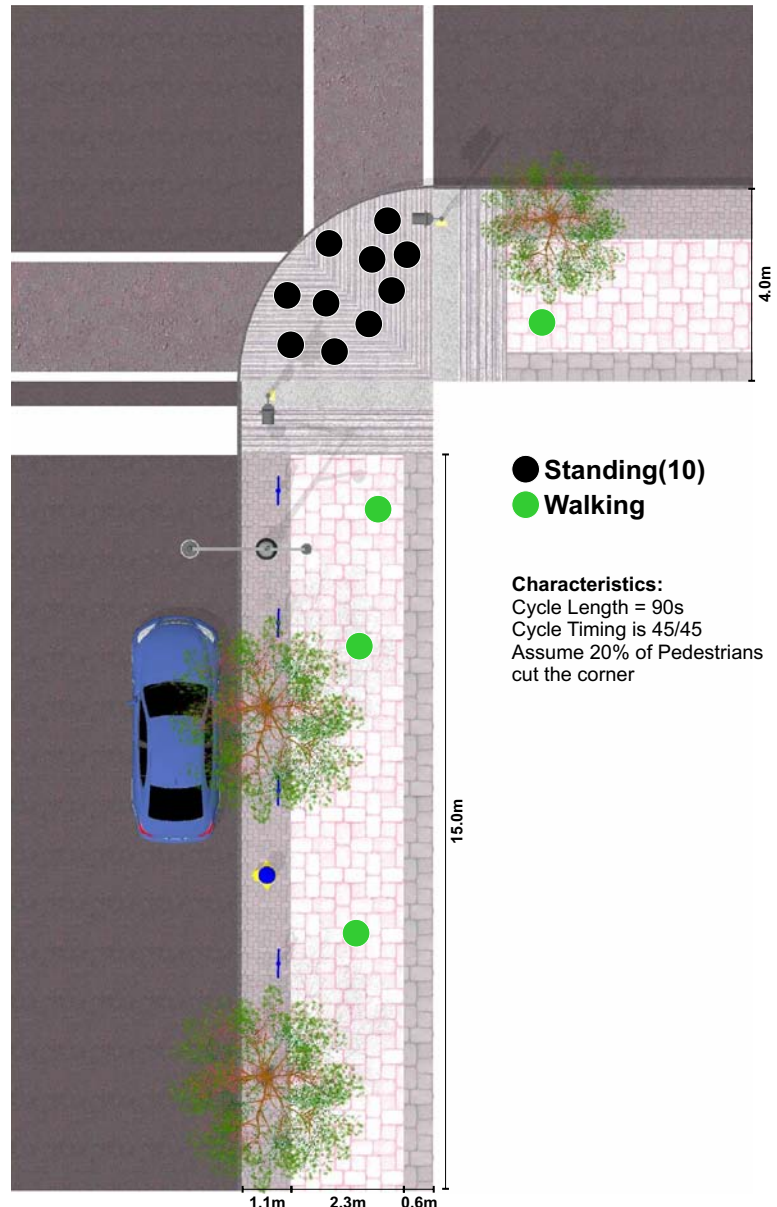 4.0m
Standing(10)
Walking
Characteristics:
Cycle Length = 90s
Cycle Timing is 45/45
Assume 20% of Pedestrians
cut the corner
15.0m
1.1m
2.3m
0.6m